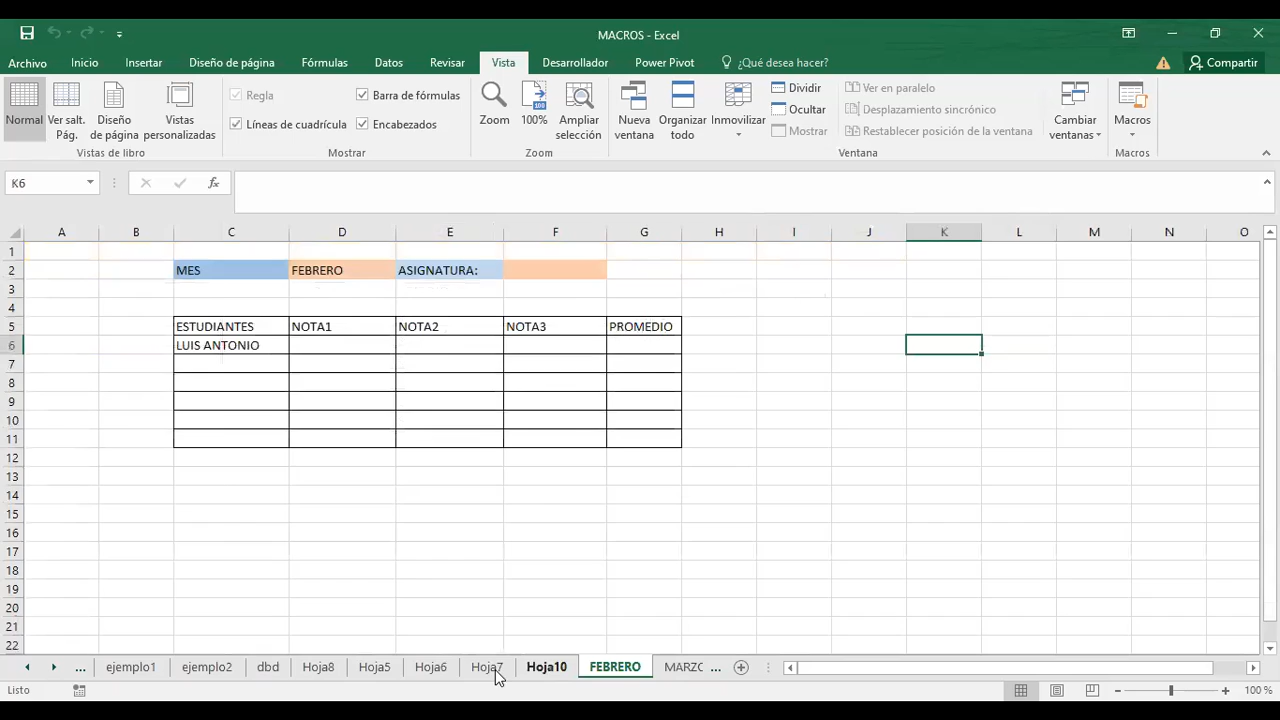 MACROS - Excel
Archivo Inicio Insertar Diseño de página Fórmulas Datos Revisar Vista Desarrollador Power Pivot ¿Qué desea hacer? Compartir
Normal Ver salt. Pág. Diseño de página Vistas personalizadas
Regla Barra de fórmulas
Líneas de cuadrícula Encabezados
Zoom 100% Ampliar selección
Nueva ventana Organizar todo Inmovilizar
Dividir Ver en paralelo
Ocultar Desplazamiento sincrónico
Mostrar Restablecer posición de la ventana
Cambiar ventanas Macros
Vistas de libro Mostrar Zoom Ventana Macros
K6 fx
A B C D E F G H I J K L M N O
1
2 MES FEBRERO ASIGNATURA:
3
4
5 ESTUDIANTES NOTA1 NOTA2 NOTA3 PROMEDIO
6 LUIS ANTONIO
7
8
9
10
11
12
13
14
15
16
17
18
19
20
21
22
... ejemplo1 ejemplo2 dbd Hoja8 Hoja5 Hoja6 Hoja7 Hoja10 FEBRERO MARZC ...
Listo 100 %